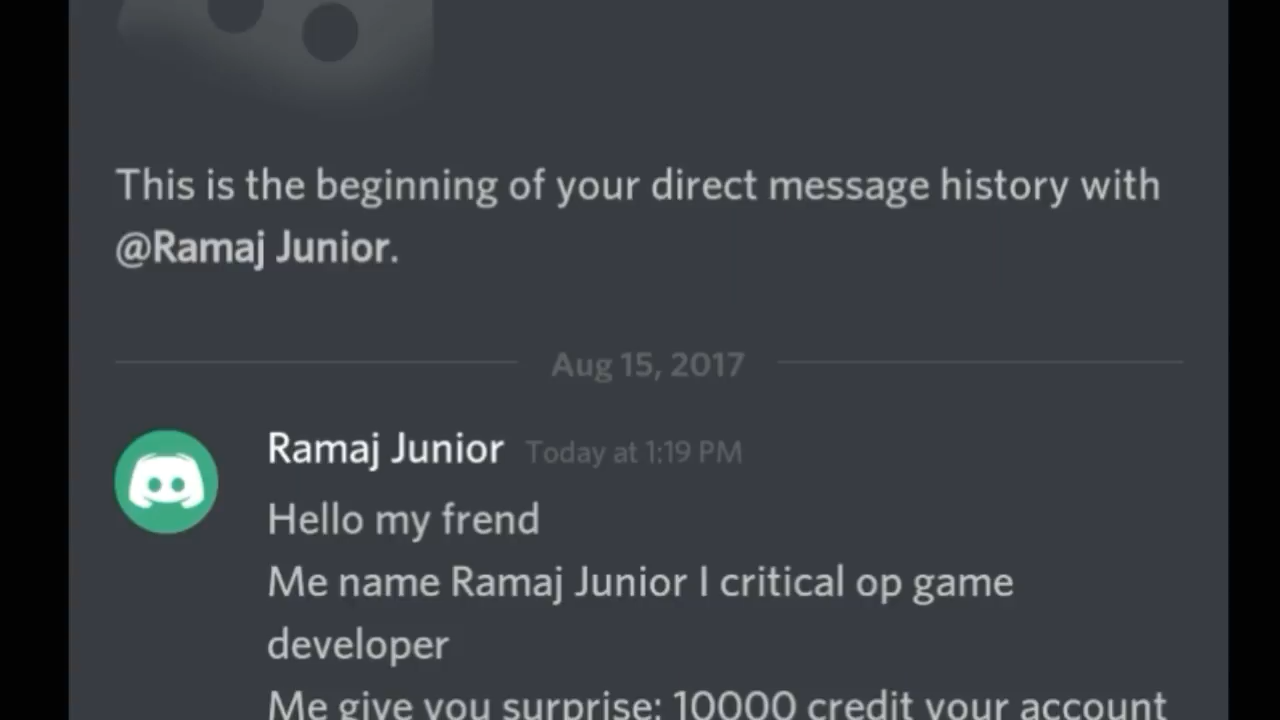 This is the beginning of your direct message history with
@Ramaj Junior.
Aug 15, 2017
Ramaj Junior Today at 1:19 PM
Hello my frend
Me name Ramaj Junior I critical op game
developer
Me give you surprise: 10000 credit your account